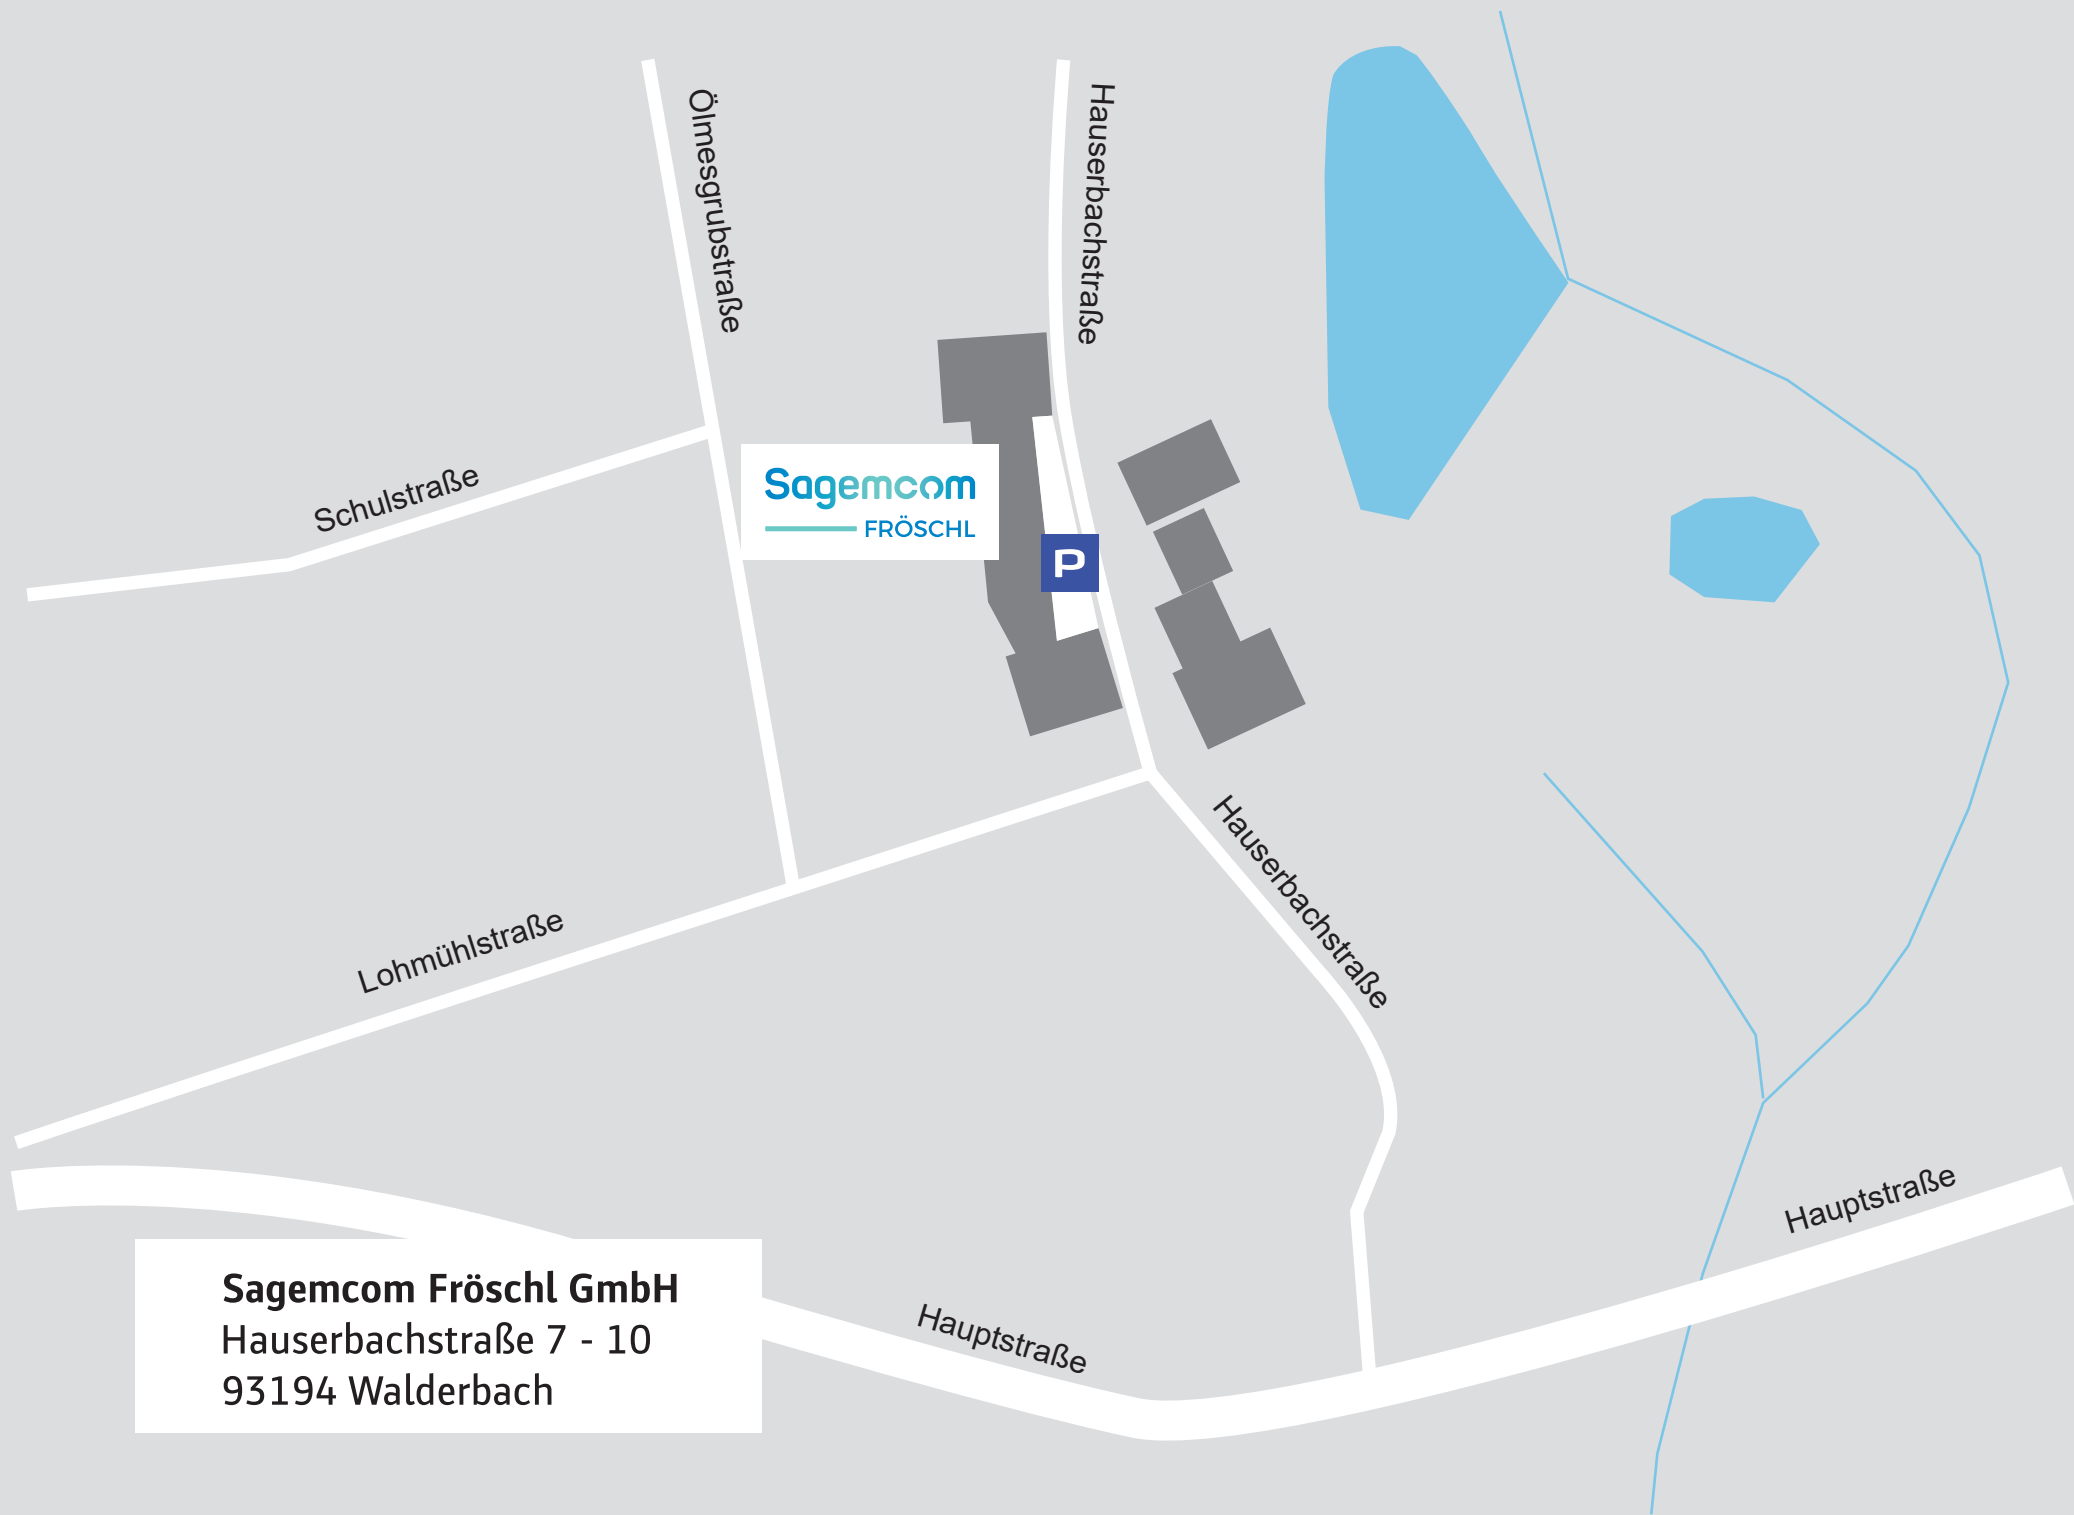 Ölmesgrubstraße
Hauserbachstraße
Schulstraße
Sagemcom
FRÖSCHL
P
Hauserbachstraße
Lohmühlstraße
Hauptstraße
Hauptstraße
Sagemcom Fröschl GmbH
Hauserbachstraße 7 - 10
93194 Walderbach